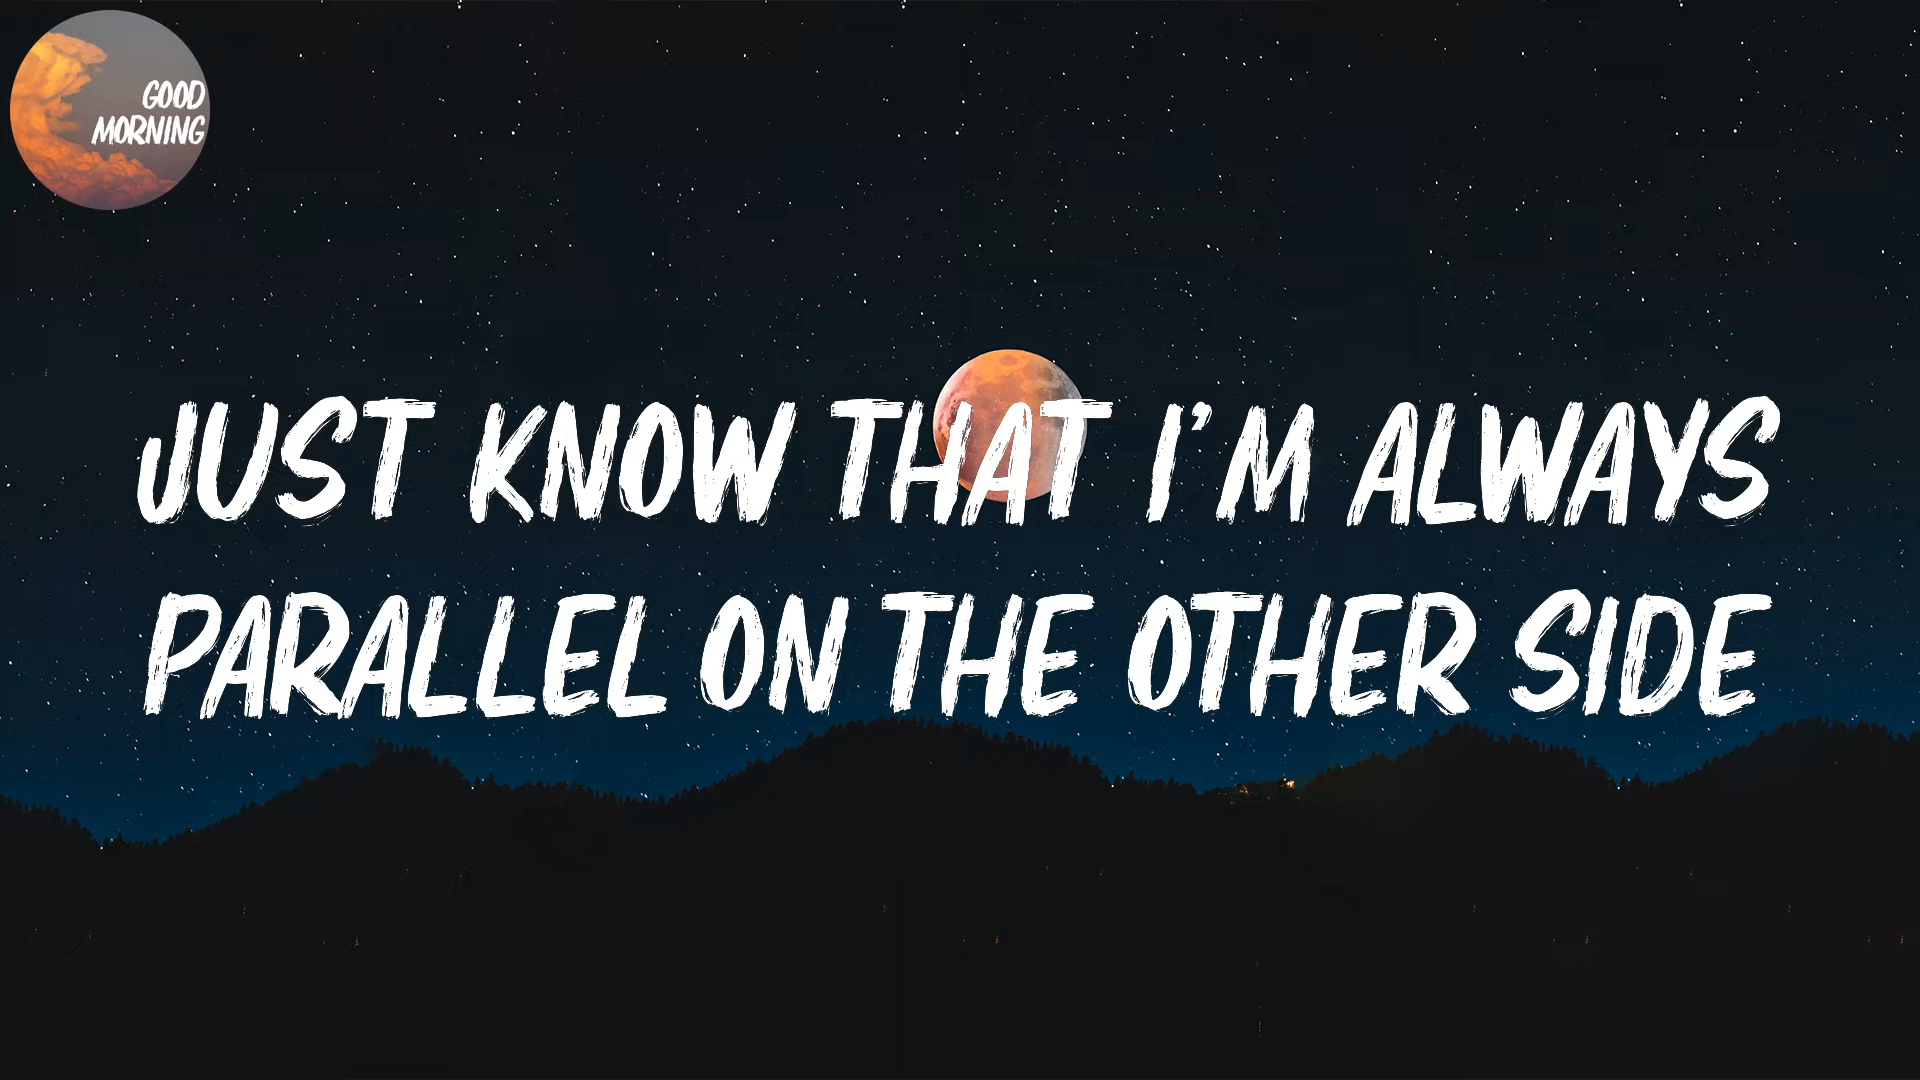 GOOD
MORNING
JUST KNOW THAT I'M ALWAYS
PARALLEL ON THE OTHER SIDE